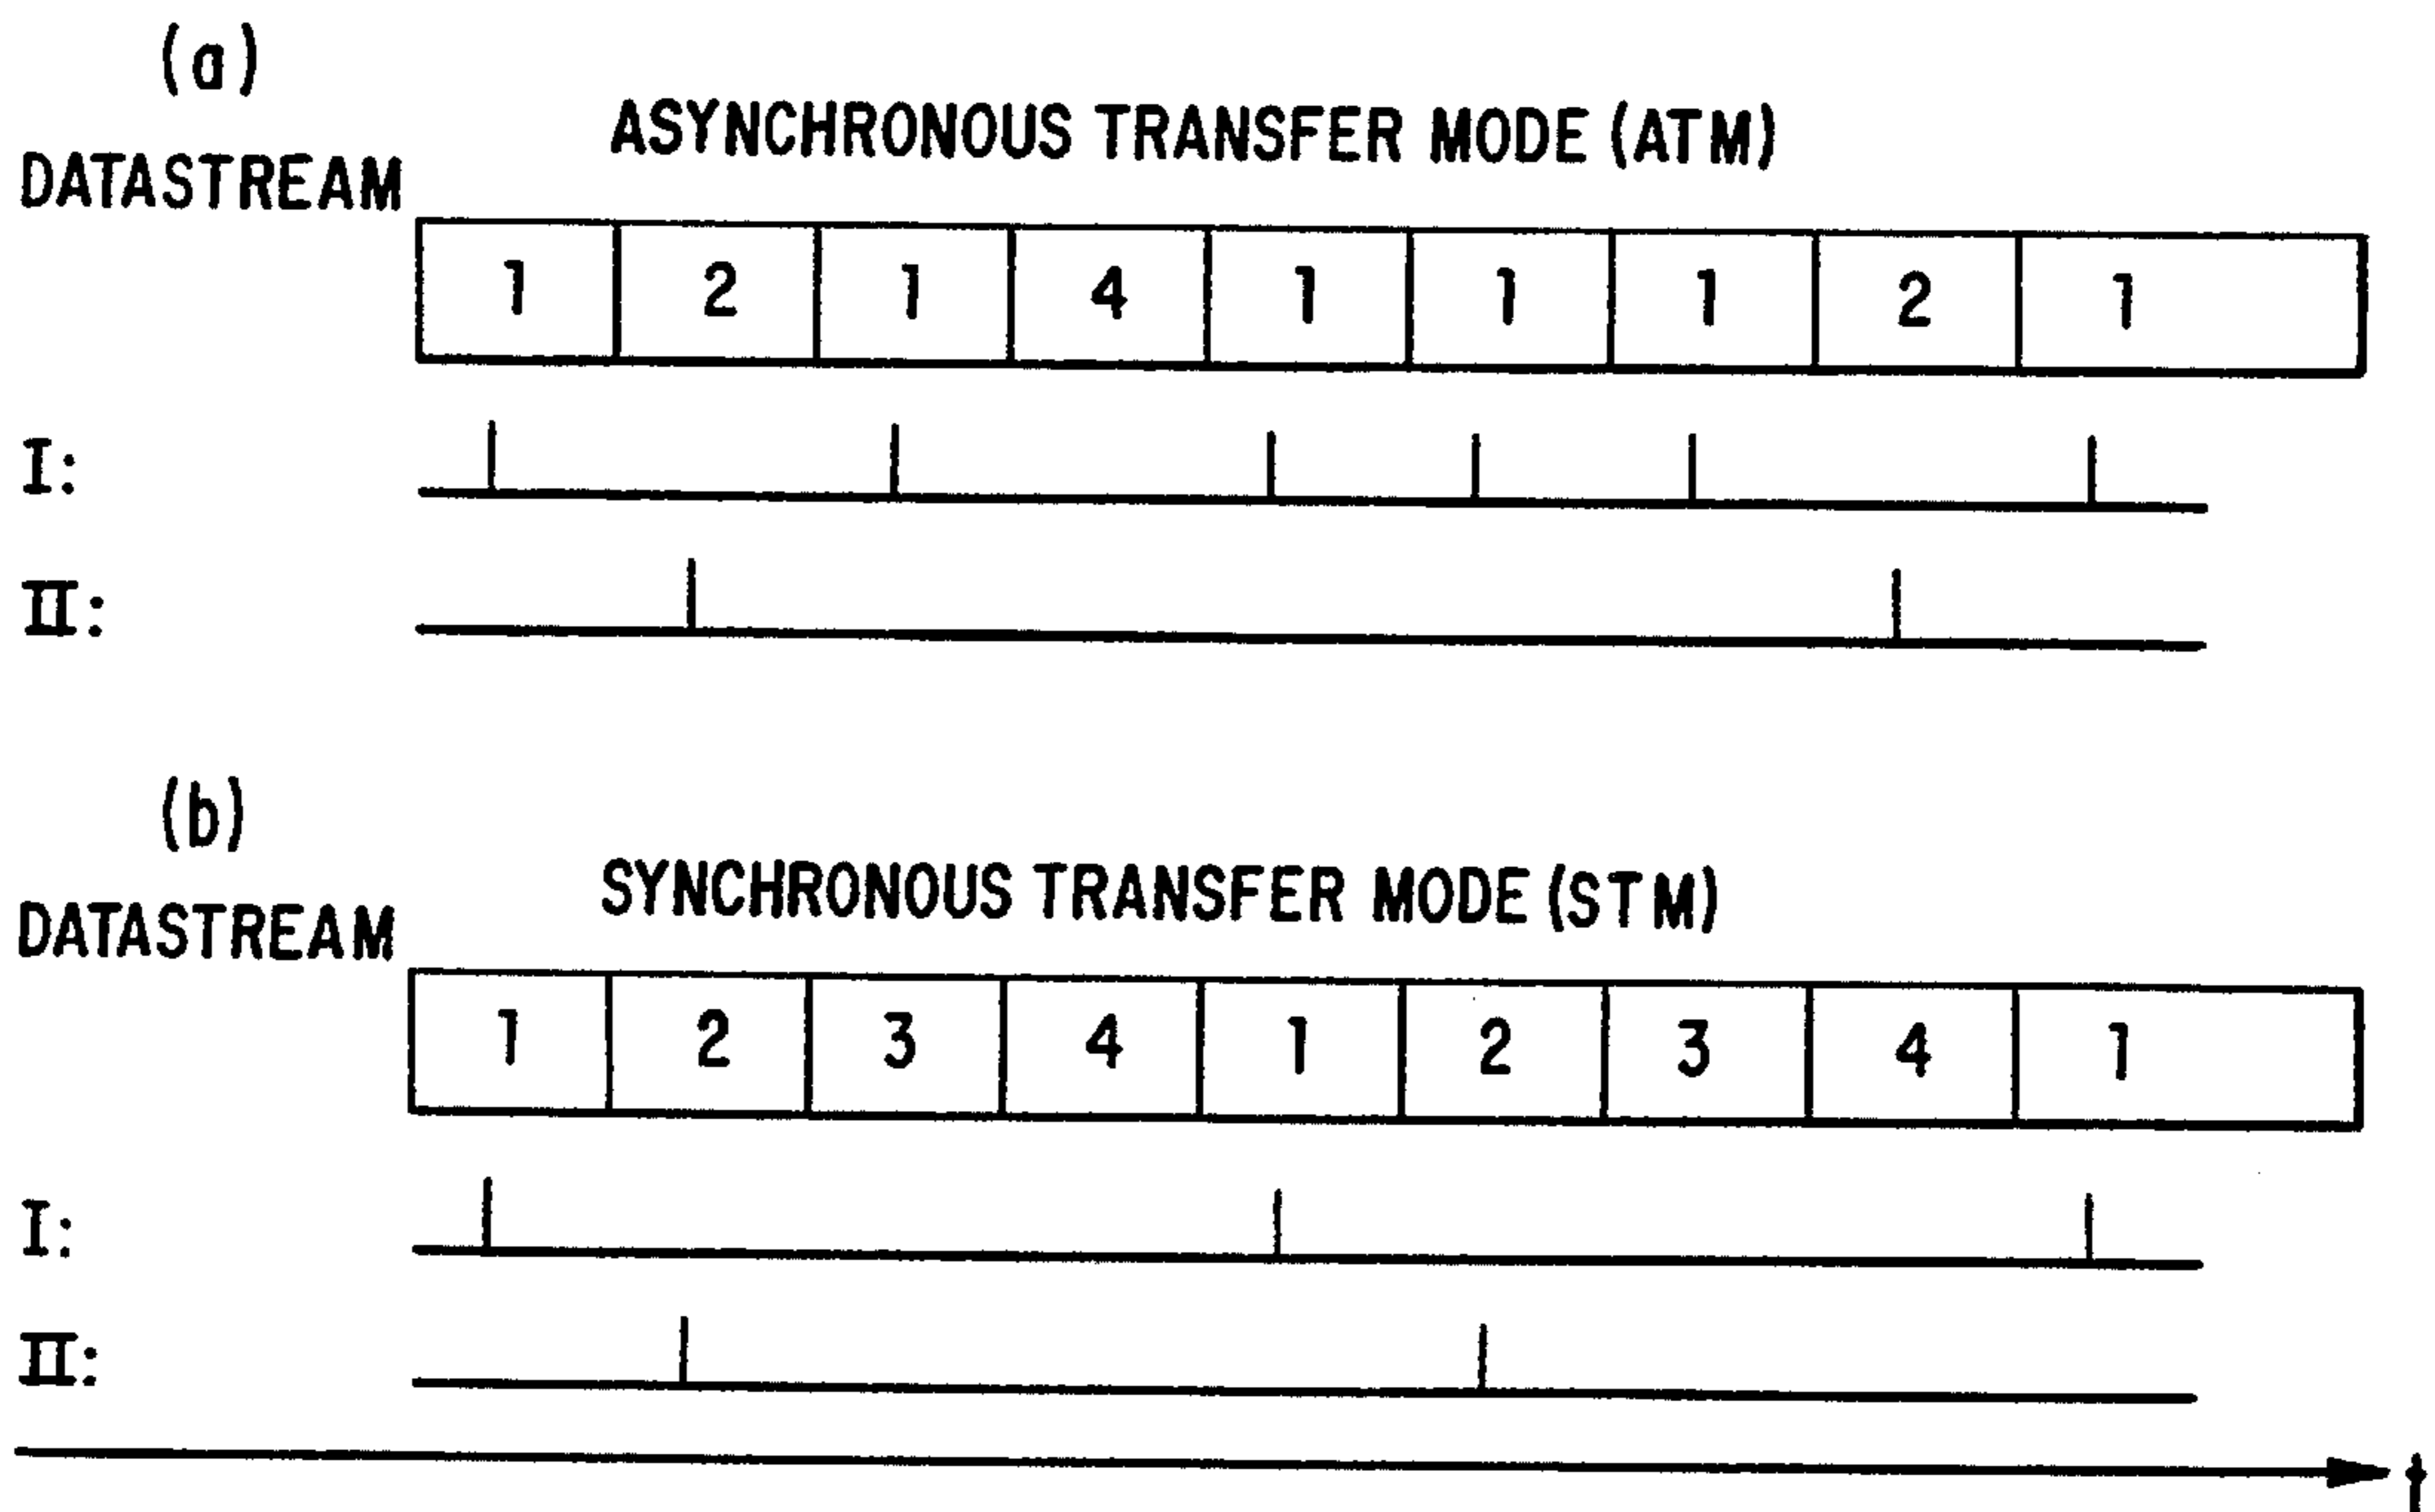 (a)
ASYNCHRONOUS TRANSFER MODE (ATM)
DATASTREAM
1 2 1 4 1 1 1 2 1
I:
II:
(b)
SYNCHRONOUS TRANSFER MODE (STM)
DATASTREAM
1 2 3 4 1 2 3 4 1
I:
II:
t